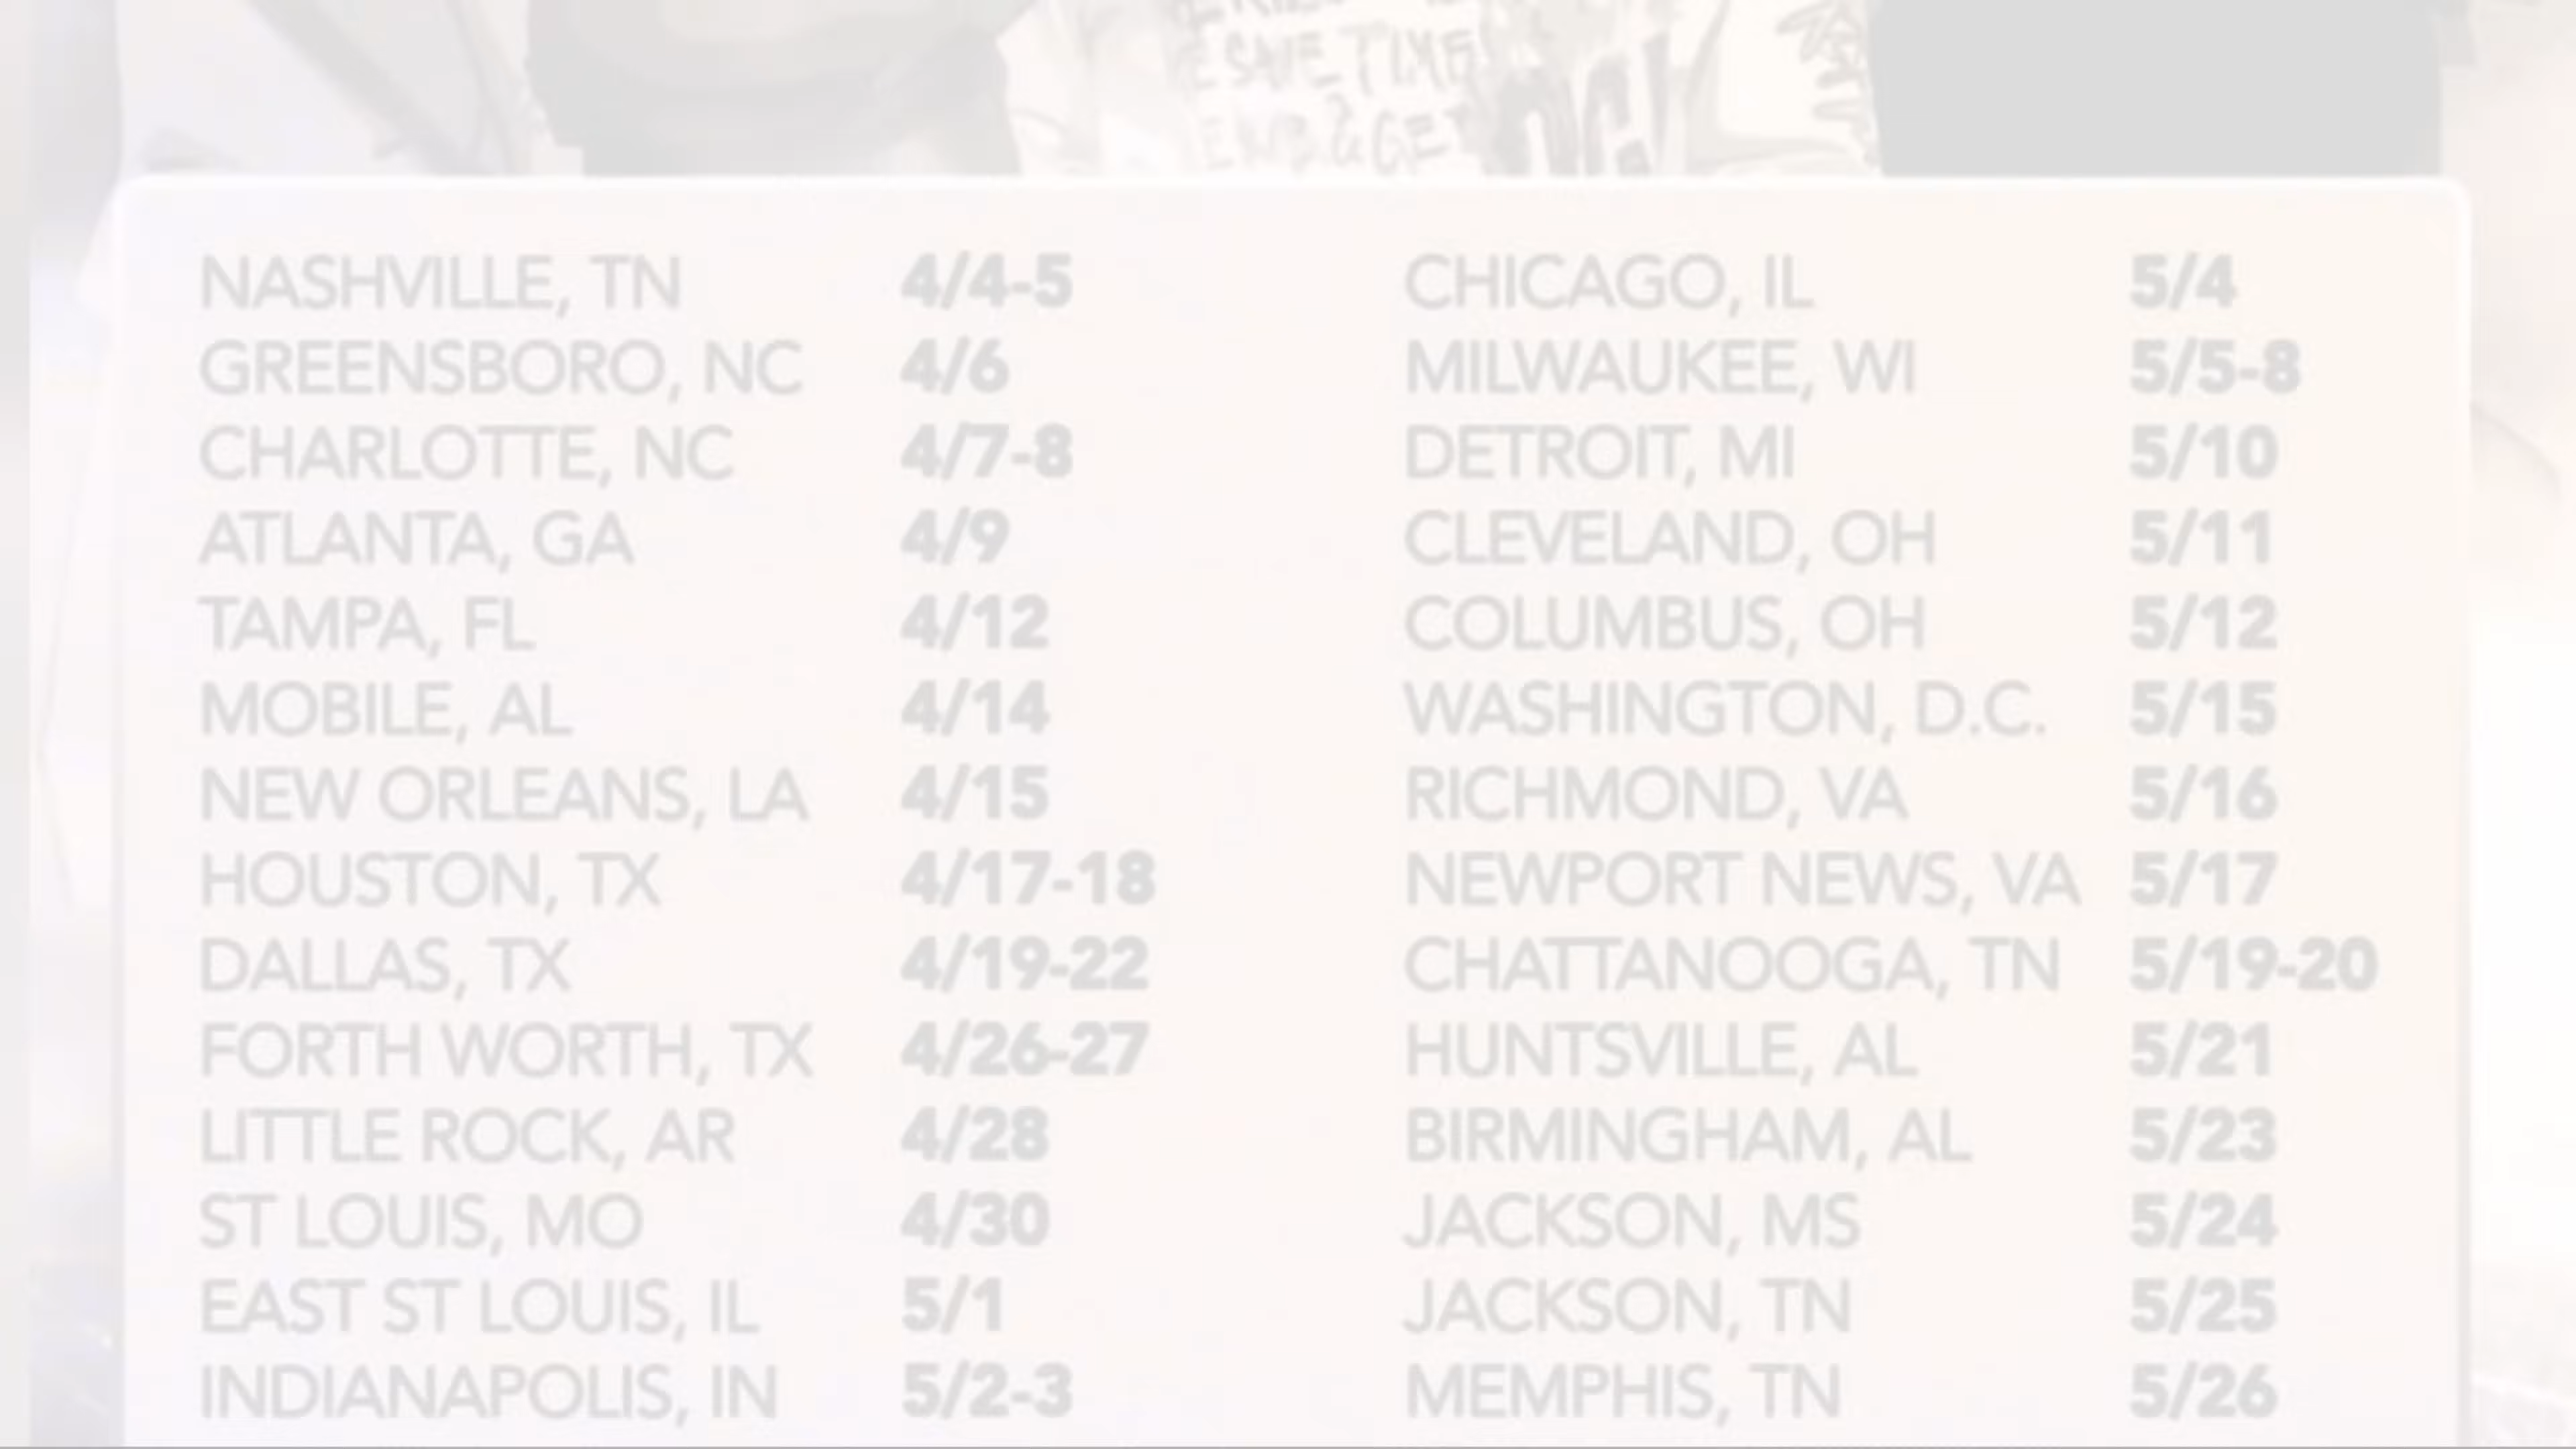 SAVE TIME
NASHVILLE, TN 4/4-5
GREENSBORO, NC 4/6
CHARLOTTE, NC 4/7-8
ATLANTA, GA 4/9
TAMPA, FL 4/12
MOBILE, AL 4/14
NEW ORLEANS, LA 4/15
HOUSTON, TX 4/17-18
DALLAS, TX 4/19-22
FORTH WORTH, TX 4/26-27
LITTLE ROCK, AR 4/28
ST LOUIS, MO 4/30
EAST ST LOUIS, IL 5/1
INDIANAPOLIS, IN 5/2-3
CHICAGO, IL 5/4
MILWAUKEE, WI 5/5-8
DETROIT, MI 5/10
CLEVELAND, OH 5/11
COLUMBUS, OH 5/12
WASHINGTON, D.C. 5/15
RICHMOND, VA 5/16
NEWPORT NEWS, VA 5/17
CHATTANOOGA, TN 5/19-20
HUNTSVILLE, AL 5/21
BIRMINGHAM, AL 5/23
JACKSON, MS 5/24
JACKSON, TN 5/25
MEMPHIS, TN 5/26